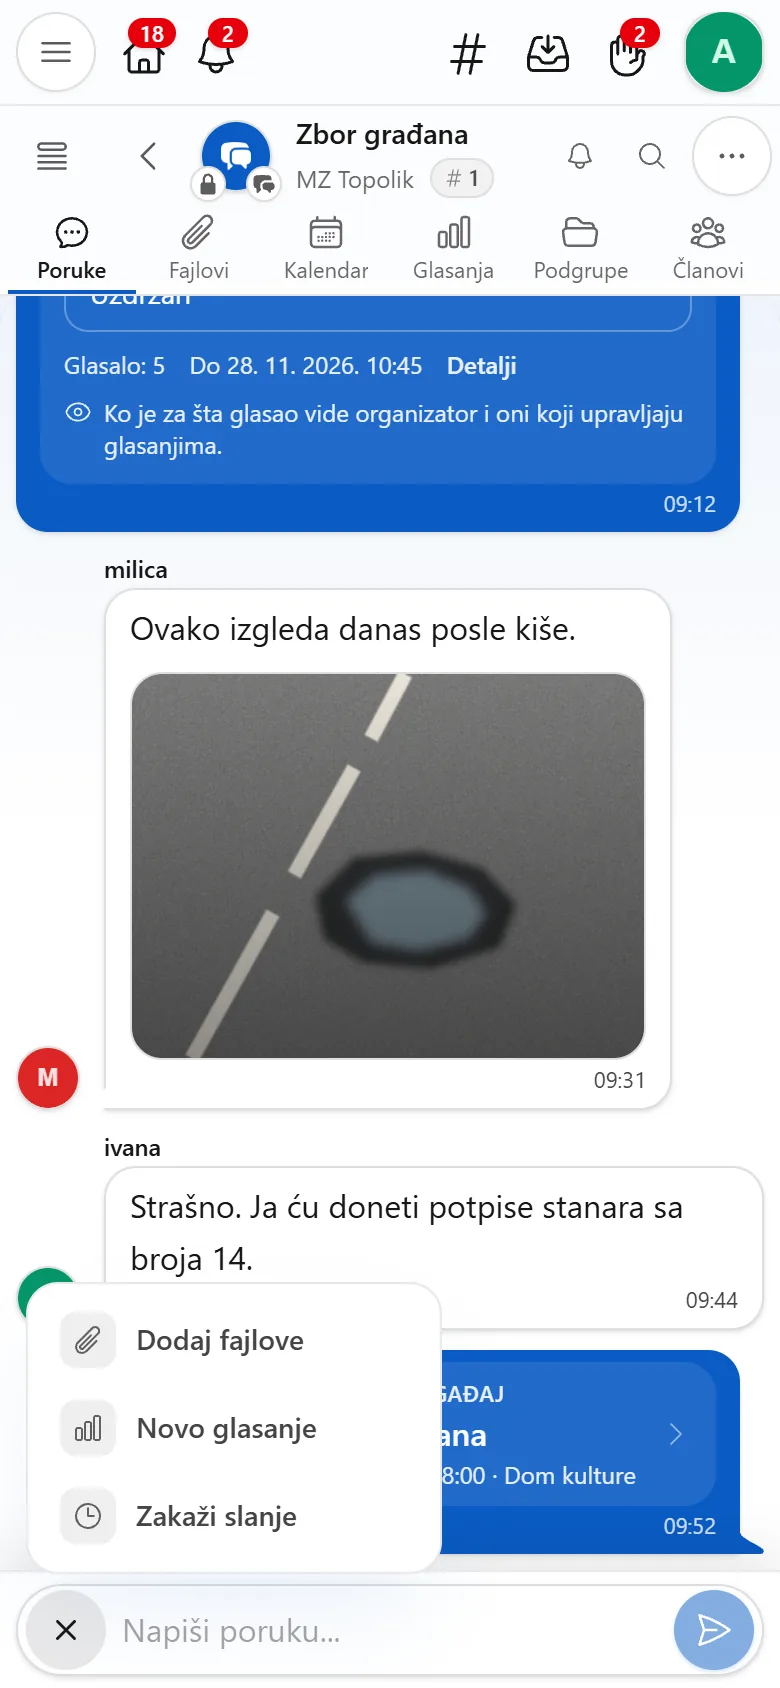 18
2
2
A
Zbor građana
MZ Topolik # 1
Poruke
Fajlovi
Kalendar
Glasanja
Podgrupe
Članovi
Uzdržan
Glasalo: 5 Do 28. 11. 2026. 10:45 Detalji
Ko je za šta glasao vide organizator i oni koji upravljaju
glasanjima.
09:12
milica
Ovako izgleda danas posle kiše.
09:31
M
ivana
Strašno. Ja ću doneti potpise stanara sa
broja 14.
09:44
Dodaj fajlove
Novo glasanje
Zakaži slanje
8:00 · Dom kulture
09:52
Napiši poruku...